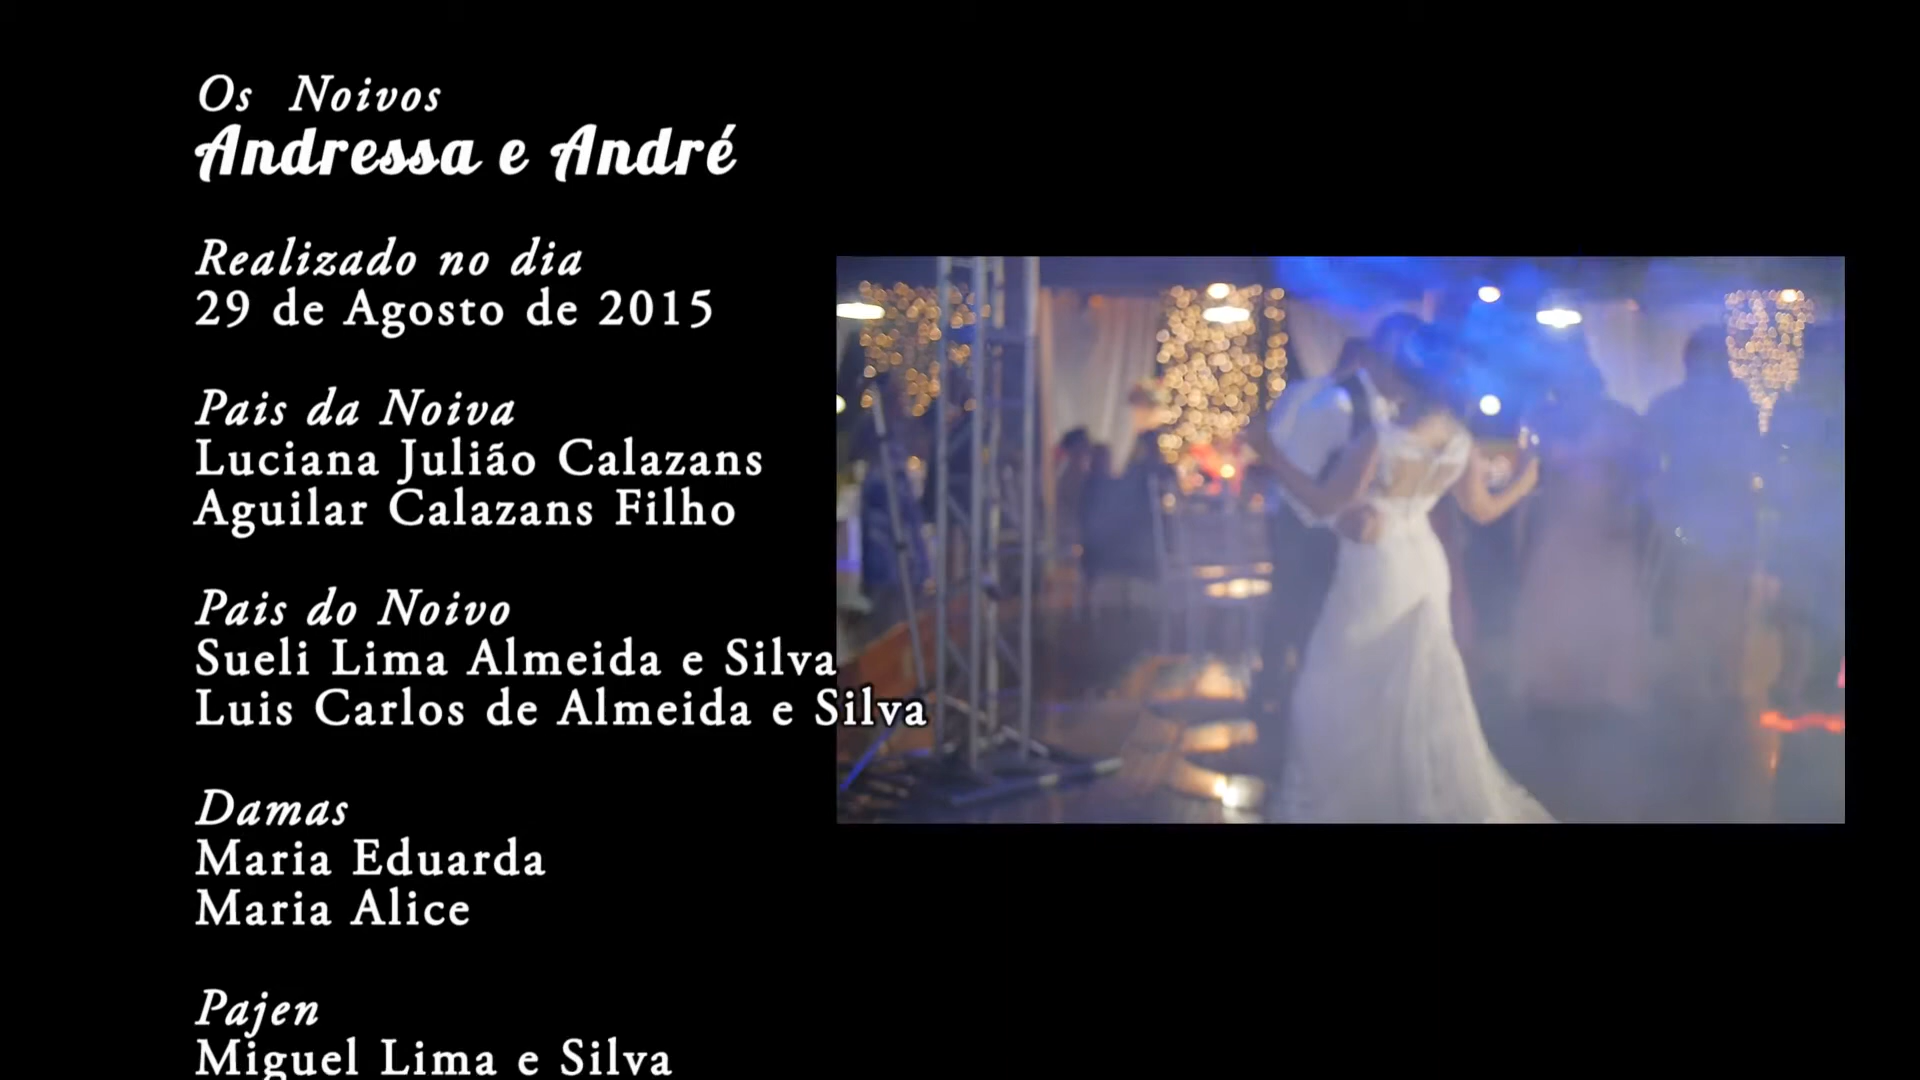 Os Noivos
Andressa e André
Realizado no dia
29 de Agosto de 2015
Pais da Noiva
Luciana Julião Calazans
Aguilar Calazans Filho
Pais do Noivo
Sueli Lima Almeida e Silva
Luis Carlos de Almeida e Silva
Damas
Maria Eduarda
Maria Alice
Pajen
Miguel Lima e Silva